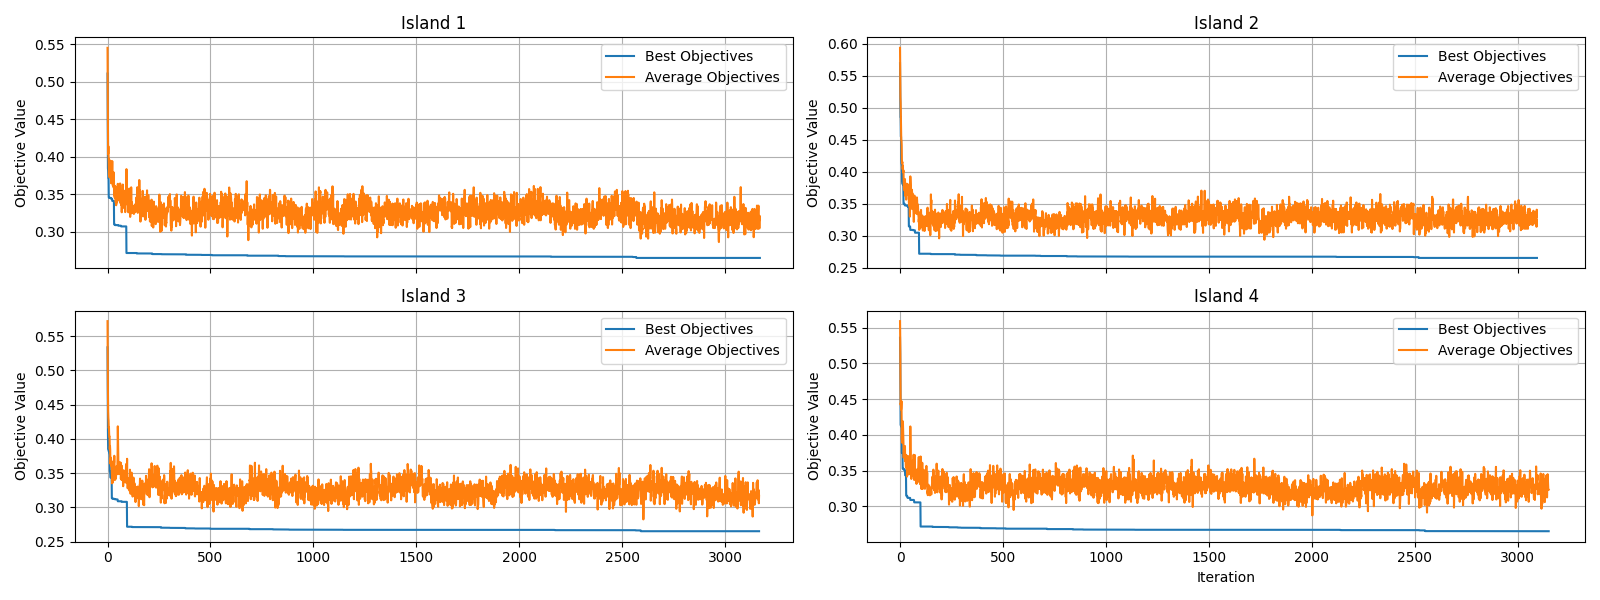 Island 1
Objective Value
0.55
0.50
0.45
0.40
0.35
0.30
Best Objectives
Average Objectives
Island 2
Objective Value
0.60
0.55
0.50
0.45
0.40
0.35
0.30
0.25
Best Objectives
Average Objectives
Island 3
Objective Value
0.55
0.50
0.45
0.40
0.35
0.30
0.25
Best Objectives
Average Objectives
0 500 1000 1500 2000 2500 3000
Island 4
Objective Value
0.55
0.50
0.45
0.40
0.35
0.30
Best Objectives
Average Objectives
0 500 1000 1500 2000 2500 3000
Iteration